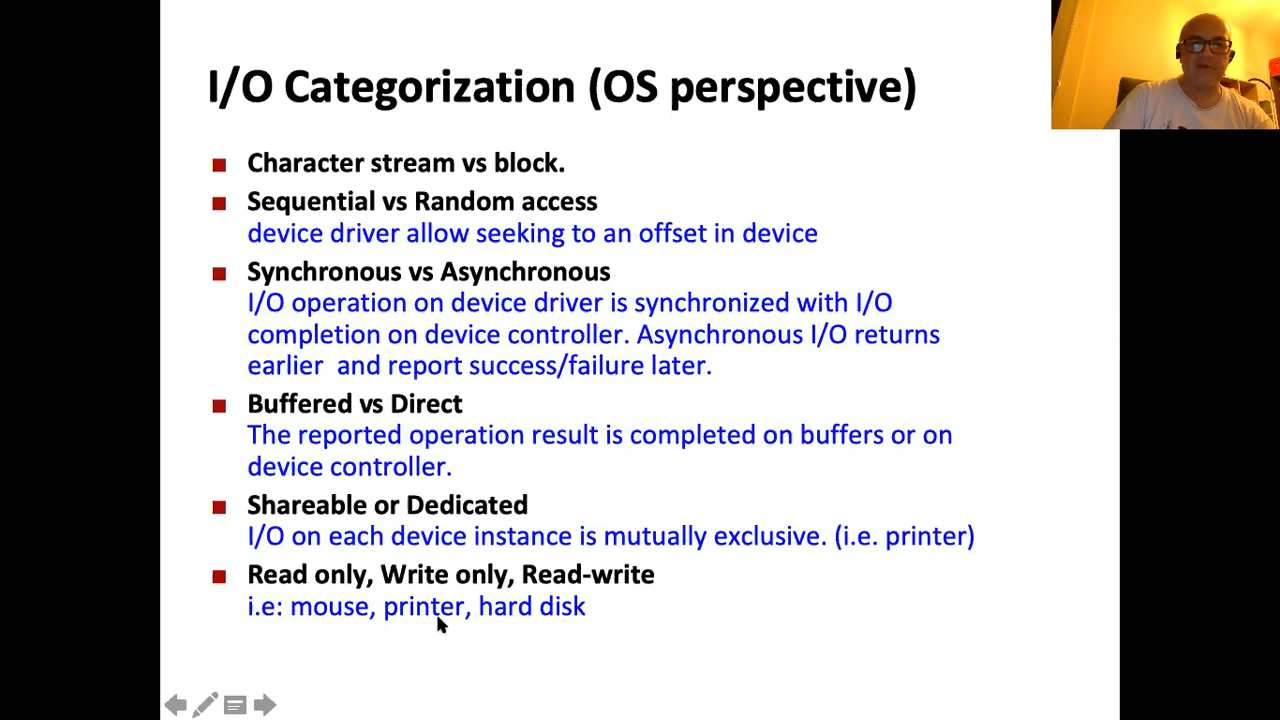 I/O Categorization (OS perspective)
Character stream vs block.
Sequential vs Random access
device driver allow seeking to an offset in device
Synchronous vs Asynchronous
I/O operation on device driver is synchronized with I/O
completion on device controller. Asynchronous I/O returns
earlier  and report success/failure later.
Buffered vs Direct
The reported operation result is completed on buffers or on
device controller.
Shareable or Dedicated
I/O on each device instance is mutually exclusive. (i.e. printer)
Read only, Write only, Read-write
i.e: mouse, printer, hard disk